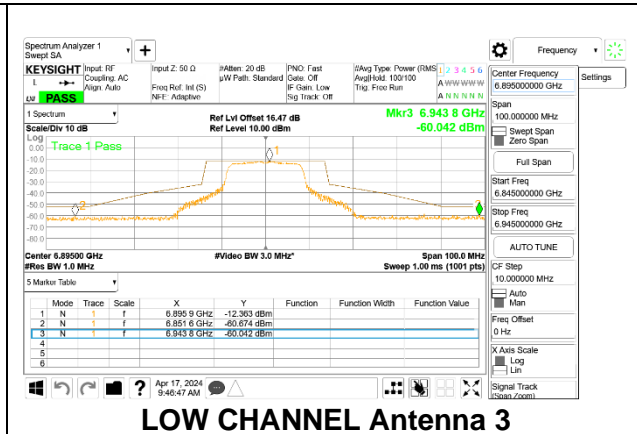 Spectrum Analyzer 1
Swept SA
+
Frequency
KEYSIGHT
Input: RF
Coupling: AC
Align: Auto
Input Z: 50 Ω
Freq Ref: Int (S)
NFE: Adaptive
#Atten: 20 dB
µW Path: Standard
PNO: Fast
Gate: Off
IF Gain: Low
Sig Track: Off
#Avg Type: Power (RMS
Avg|Hold: 100/100
Trig: Free Run
1 2 3 4 5 6
A W W W W W
A N N N N N
L
LXI
PASS
Center Frequency
6.895000000 GHz
Settings
Span
100.000000 MHz
Swept Span
Zero Span
Full Span
Start Freq
6.845000000 GHz
Stop Freq
6.945000000 GHz
AUTO TUNE
CF Step
10.000000 MHz
Auto
Man
Freq Offset
0 Hz
X Axis Scale
Log
Lin
Signal Track
(Span Zoom)
1 Spectrum
Scale/Div 10 dB
Ref Lvl Offset 16.47 dB
Ref Level 10.00 dBm
Mkr3 6.943 8 GHz
-60.042 dBm
Log
Trace 1 Pass
0.00
-10.0
-20.0
-30.0
-40.0
-50.0
-60.0
-70.0
-80.0
1
2
3
Center 6.89500 GHz
#Res BW 1.0 MHz
#Video BW 3.0 MHz*
Span 100.0 MHz
Sweep 1.00 ms (1001 pts)
5 Marker Table
Mode Trace Scale X Y Function Function Width Function Value
1 N 1 f 6.895 9 GHz -12.363 dBm
2 N 1 f 6.851 6 GHz -60.674 dBm
3 N 1 f 6.943 8 GHz -60.042 dBm
4
5
6
?
Apr 17, 2024
9:46:47 AM
LOW CHANNEL Antenna 3